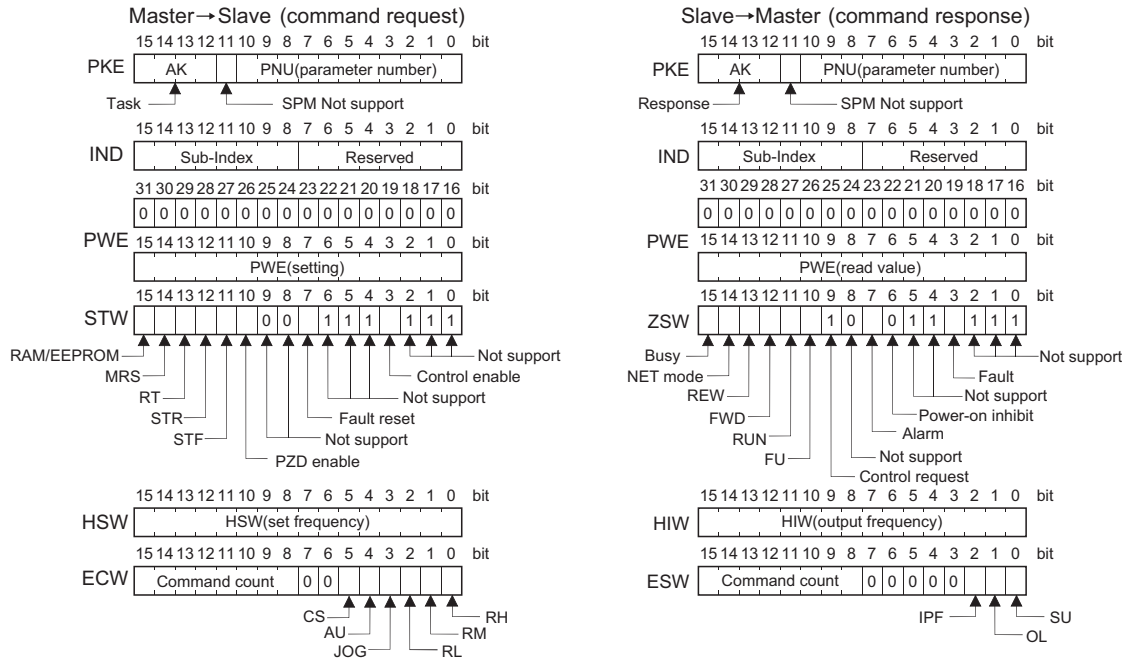 Master→Slave (command request)
15 14 13 12 11 10 9 8 7 6 5 4 3 2 1 0 bit
PKE AK PNU(parameter number)
Task SPM Not support
15 14 13 12 11 10 9 8 7 6 5 4 3 2 1 0 bit
IND Sub-Index Reserved
31 30 29 28 27 26 25 24 23 22 21 20 19 18 17 16 bit
0 0 0 0 0 0 0 0 0 0 0 0 0 0 0 0
PWE 15 14 13 12 11 10 9 8 7 6 5 4 3 2 1 0 bit
PWE(setting)
15 14 13 12 11 10 9 8 7 6 5 4 3 2 1 0 bit
STW 0 0 1 1 1 1 1 1
RAM/EEPROM Not support
MRS Control enable
RT Not support
STR Fault reset
STF Not support
PZD enable
15 14 13 12 11 10 9 8 7 6 5 4 3 2 1 0 bit
HSW HSW(set frequency)
15 14 13 12 11 10 9 8 7 6 5 4 3 2 1 0 bit
ECW Command count 0 0
CS RH
AU RM
JOG RL
Slave→Master (command response)
15 14 13 12 11 10 9 8 7 6 5 4 3 2 1 0 bit
PKE AK PNU(parameter number)
Response SPM Not support
15 14 13 12 11 10 9 8 7 6 5 4 3 2 1 0 bit
IND Sub-Index Reserved
31 30 29 28 27 26 25 24 23 22 21 20 19 18 17 16 bit
0 0 0 0 0 0 0 0 0 0 0 0 0 0 0 0
PWE 15 14 13 12 11 10 9 8 7 6 5 4 3 2 1 0 bit
PWE(read value)
15 14 13 12 11 10 9 8 7 6 5 4 3 2 1 0 bit
ZSW 1 0 0 1 1 1 1 1
Busy Not support
NET mode Fault
REW Not support
FWD Power-on inhibit
RUN Alarm
FU Not support
Control request
15 14 13 12 11 10 9 8 7 6 5 4 3 2 1 0 bit
HIW HIW(output frequency)
15 14 13 12 11 10 9 8 7 6 5 4 3 2 1 0 bit
ESW Command count 0 0 0 0 0
IPF SU
OL